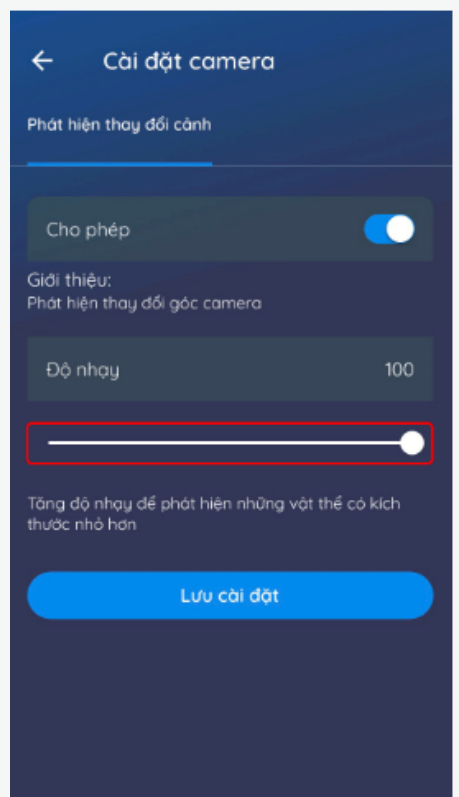 Cài đặt camera
Phát hiện thay đổi cảnh
Cho phép
Giới thiệu:
Phát hiện thay đổi góc camera
Độ nhạy 100
Tăng độ nhạy để phát hiện những vật thể có kích
thước nhỏ hơn
Lưu cài đặt